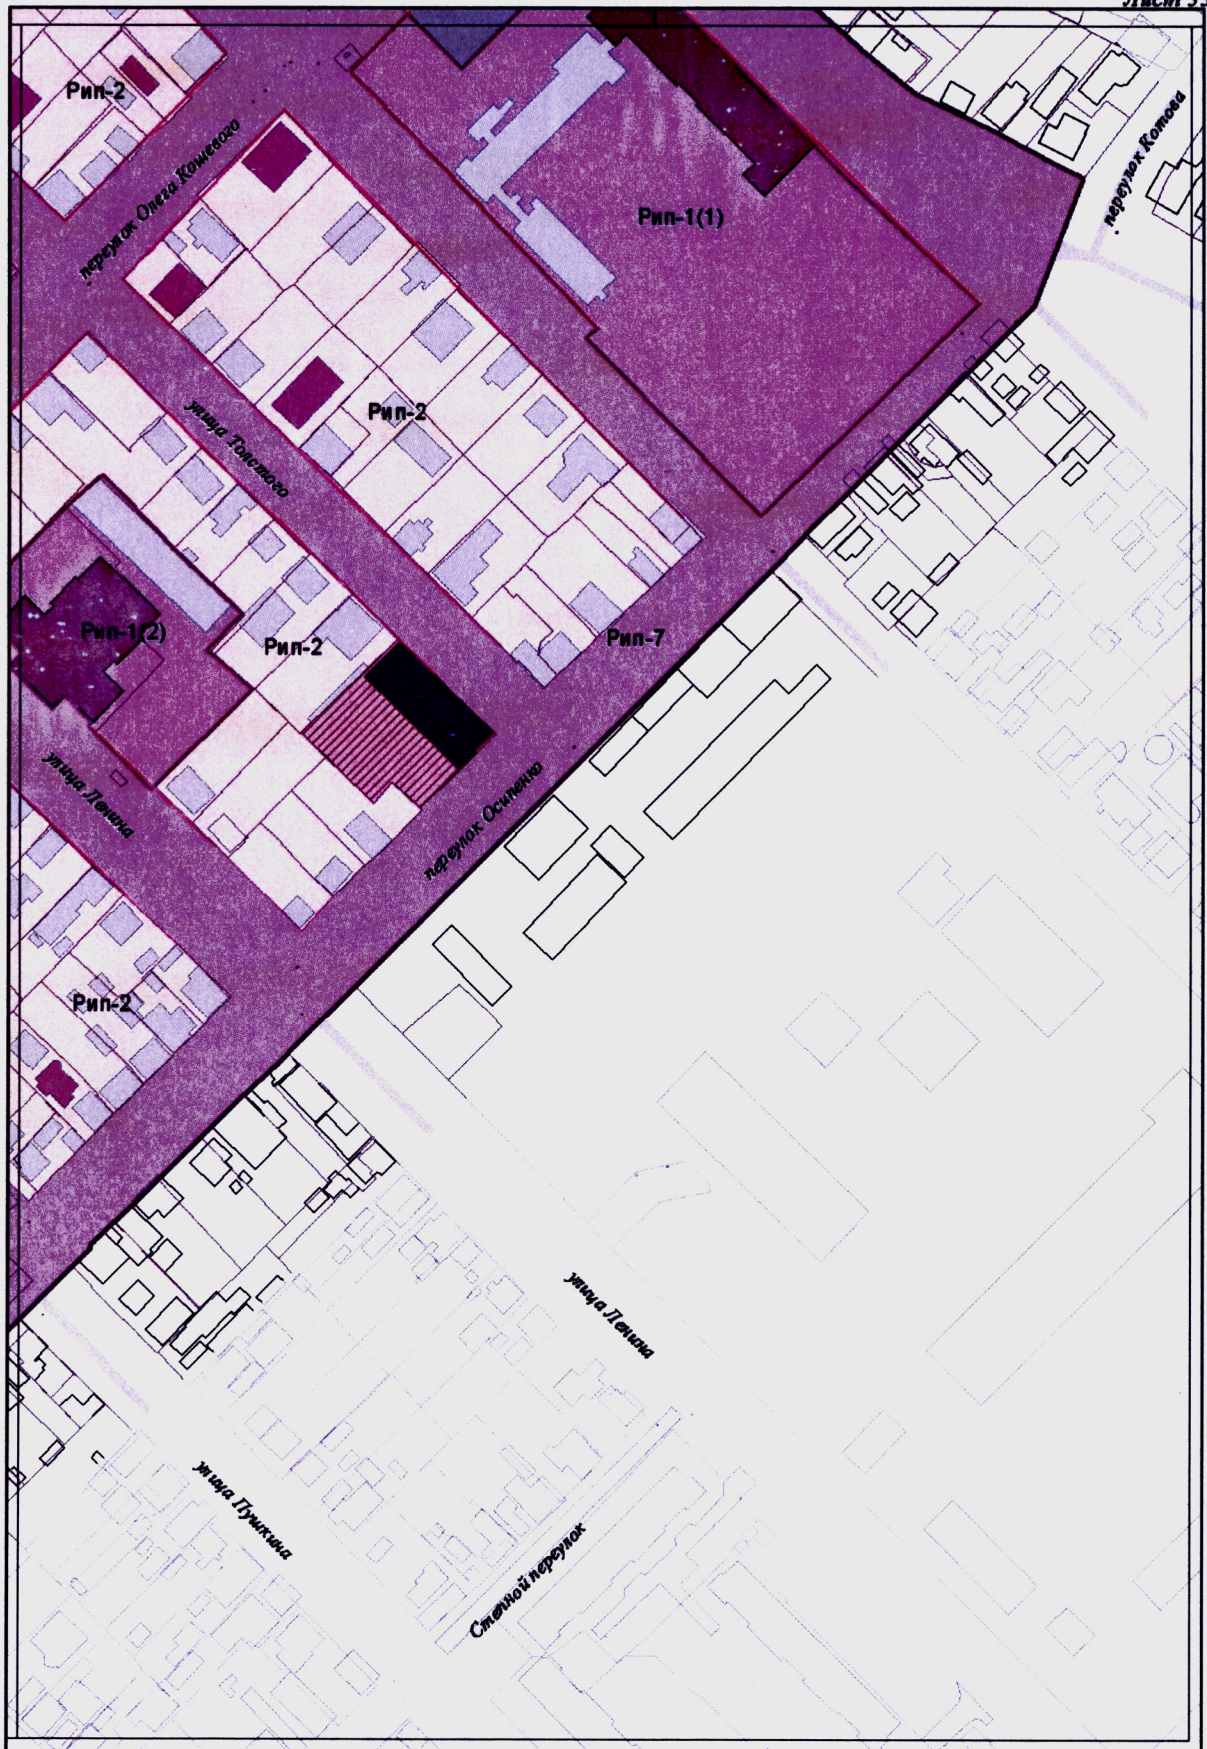 Рип-2
переулок Котова
переулок Олега Кошевого
Рип-1(1)
улица Толстого
Рип-2
Рип-1(2)
Рип-2
Рип-7
улица Ленина
переулок Осипенко
Рип-2
улица Ленина
улица Пушкина
Степной переулок